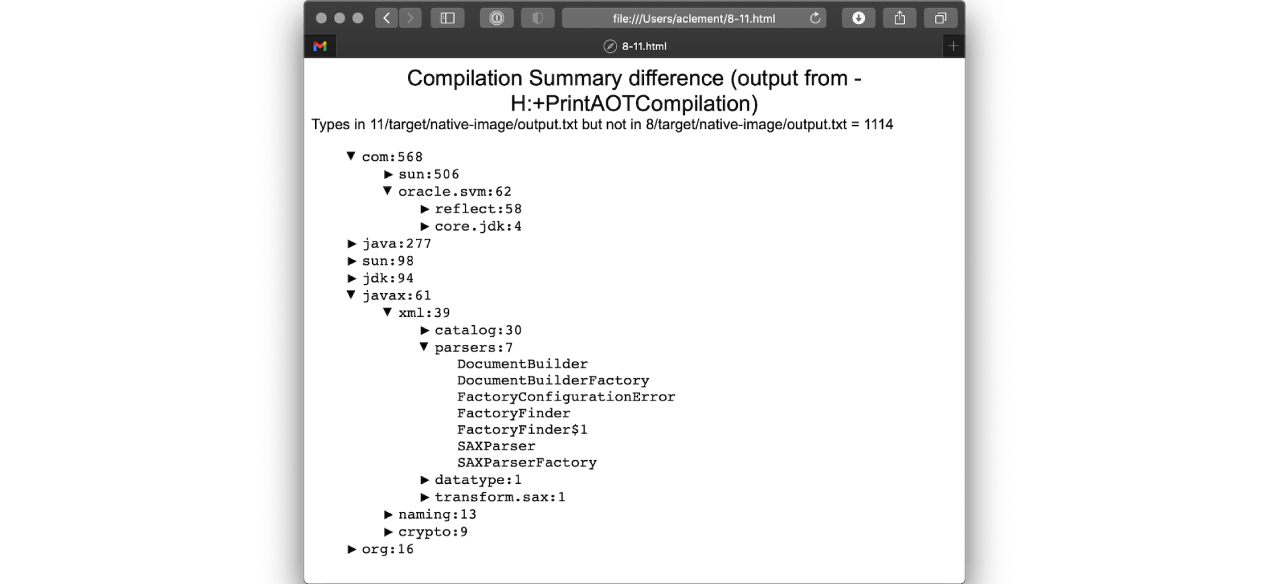 file:///Users/aclement/8-11.html
8-11.html
Compilation Summary difference (output from -
H:+PrintAOTCompilation)
Types in 11/target/native-image/output.txt but not in 8/target/native-image/output.txt = 1114
▼ com:568
▶ sun:506
▼ oracle.svm:62
▶ reflect:58
▶ core.jdk:4
▶ java:277
▶ sun:98
▶ jdk:94
▼ javax:61
▼ xml:39
▶ catalog:30
▼ parsers:7
DocumentBuilder
DocumentBuilderFactory
FactoryConfigurationError
FactoryFinder
FactoryFinder$1
SAXParser
SAXParserFactory
▶ datatype:1
▶ transform.sax:1
▶ naming:13
▶ crypto:9
▶ org:16